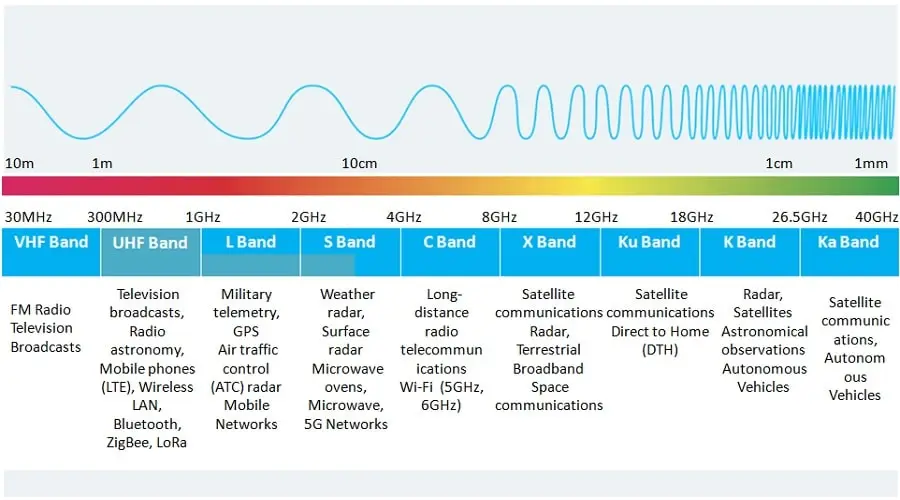 10m 1m 10cm 1cm 1mm
30MHz 300MHz 1GHz 2GHz 4GHz 8GHz 12GHz 18GHz 26.5GHz 40GHz
VHF Band UHF Band L Band S Band C Band X Band Ku Band K Band Ka Band
FM Radio
Television
Broadcasts
Television
broadcasts,
Radio
astronomy,
Mobile phones
(LTE), Wireless
LAN,
Bluetooth,
ZigBee, LoRa
Military
telemetry,
GPS
Air traffic
control
(ATC) radar
Mobile
Networks
Weather
radar,
Surface
radar
Microwave
ovens,
Microwave,
5G Networks
Long-
distance
radio
telecommun
ications
Wi-Fi (5GHz,
6GHz)
Satellite
communications
Radar,
Terrestrial
Broadband
Space
communications
Satellite
communications
Direct to Home
(DTH)
Radar,
Satellites
Astronomical
observations
Autonomous
Vehicles
Satellite
communic
ations,
Autonom
ous
Vehicles